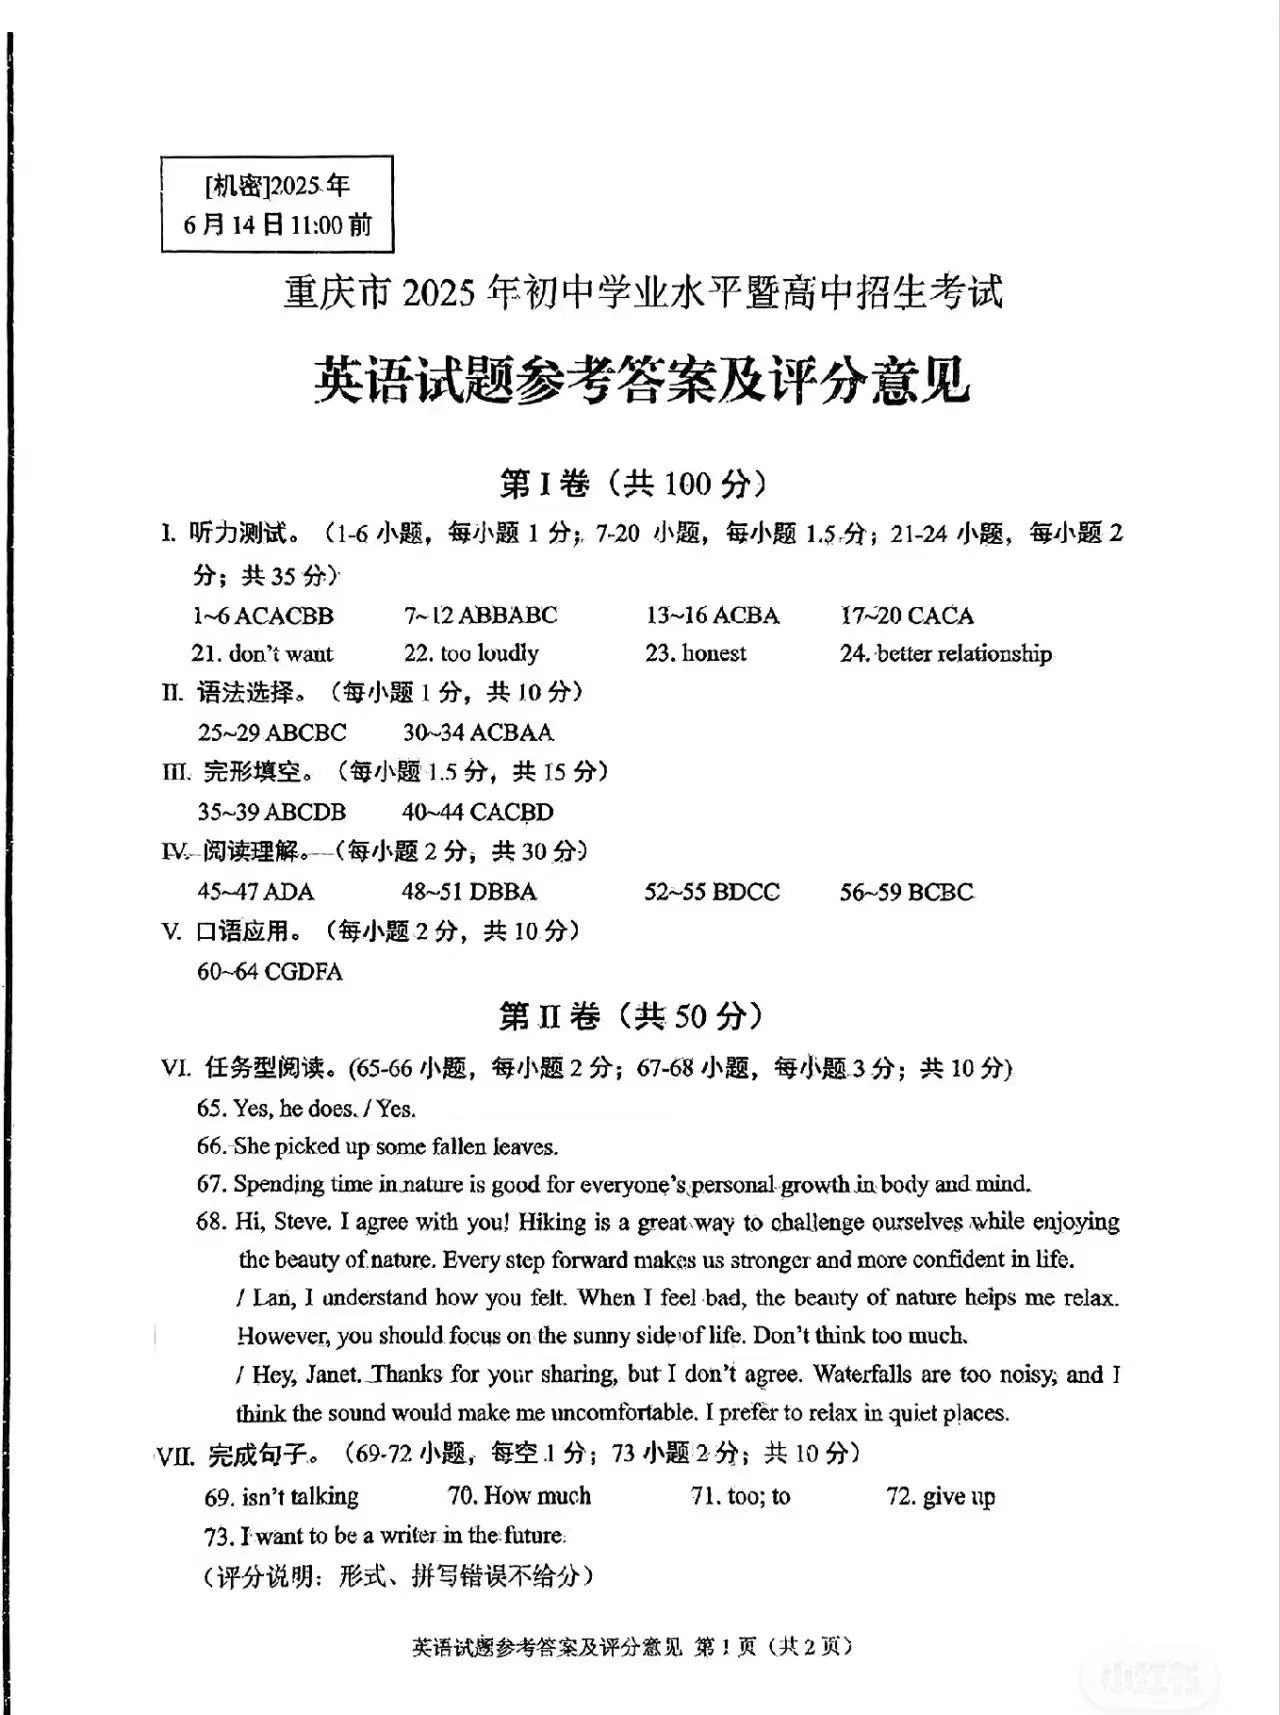 [机密]2025年
6月14日11:00前
重庆市2025年初中学业水平暨高中招生考试
英语试题参考答案及评分意见
第I卷（共100分）
I. 听力测试。（1-6小题，每小题1分；7-20 小题，每小题1.5分；21-24小题，每小题2
分；共35分）
1~6 ACACBB 7~12 ABBABC 13~16 ACBA 17~20 CACA
21. don't want 22. too loudly 23. honest 24. better relationship
II. 语法选择。（每小题1分，共10分）
25~29 ABCBC 30~34 ACBAA
III. 完形填空。（每小题1.5分，共15分）
35~39 ABCDB 40~44 CACBD
IV. 阅读理解。（每小题2分，共30分）
45~47 ADA 48~51 DBBA 52~55 BDCC 56~59 BCBC
V. 口语应用。（每小题2分，共10分）
60~64 CGDFA
第II卷（共50分）
VI. 任务型阅读。(65-66小题，每小题2分；67-68小题，每小题3分；共10分)
65. Yes, he does. / Yes.
66. She picked up some fallen leaves.
67. Spending time in nature is good for everyone's personal growth in body and mind.
68. Hi, Steve. I agree with you! Hiking is a great way to challenge ourselves while enjoying
the beauty of nature. Every step forward makes us stronger and more confident in life.
/ Lan, I understand how you felt. When I feel bad, the beauty of nature helps me relax.
However, you should focus on the sunny side of life. Don't think too much.
/ Hey, Janet. Thanks for your sharing, but I don't agree. Waterfalls are too noisy, and I
think the sound would make me uncomfortable. I prefer to relax in quiet places.
VII. 完成句子。（69-72小题，每空1分；73小题2分；共10分）
69. isn't talking 70. How much 71. too; to 72. give up
73. I want to be a writer in the future.
（评分说明：形式、拼写错误不给分）
英语试题参考答案及评分意见 第1页（共2页）
小红书